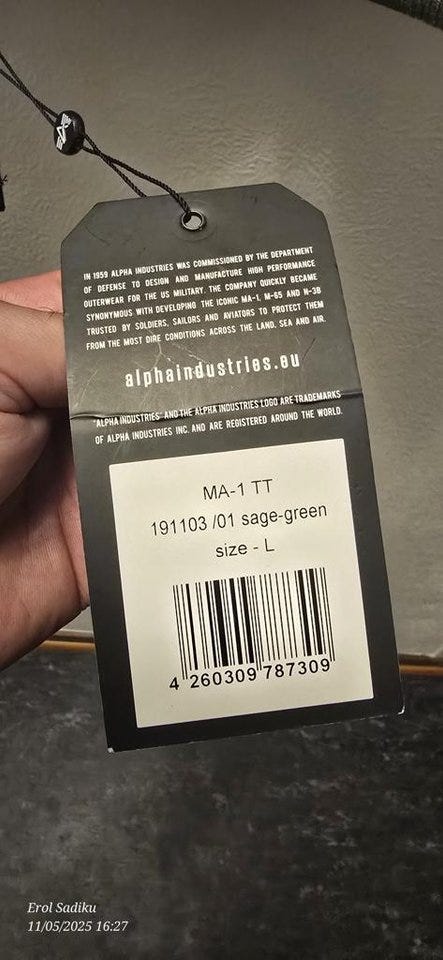 IN 1959 ALPHA INDUSTRIES WAS COMMISSIONED BY THE DEPARTMENT
OF DEFENSE TO DESIGN AND MANUFACTURE HIGH PERFORMANCE
OUTERWEAR FOR THE US MILITARY. THE COMPANY QUICKLY BECAME
SYNONYMOUS WITH DEVELOPING THE ICONIC MA-1, M-65 AND N-3B
TRUSTED BY SOLDIERS, SAILORS AND AVIATORS TO PROTECT THEM
FROM THE MOST DIRE CONDITIONS ACROSS THE LAND, SEA AND AIR.
alphaindustries.eu
"ALPHA INDUSTRIES" AND THE ALPHA INDUSTRIES LOGO ARE TRADEMARKS
OF ALPHA INDUSTRIES INC. AND ARE REGISTERED AROUND THE WORLD.
MA-1 TT
191103 /01 sage-green
size - L
4 260309 787309
Erol Sadiku
11/05/2025 16:27